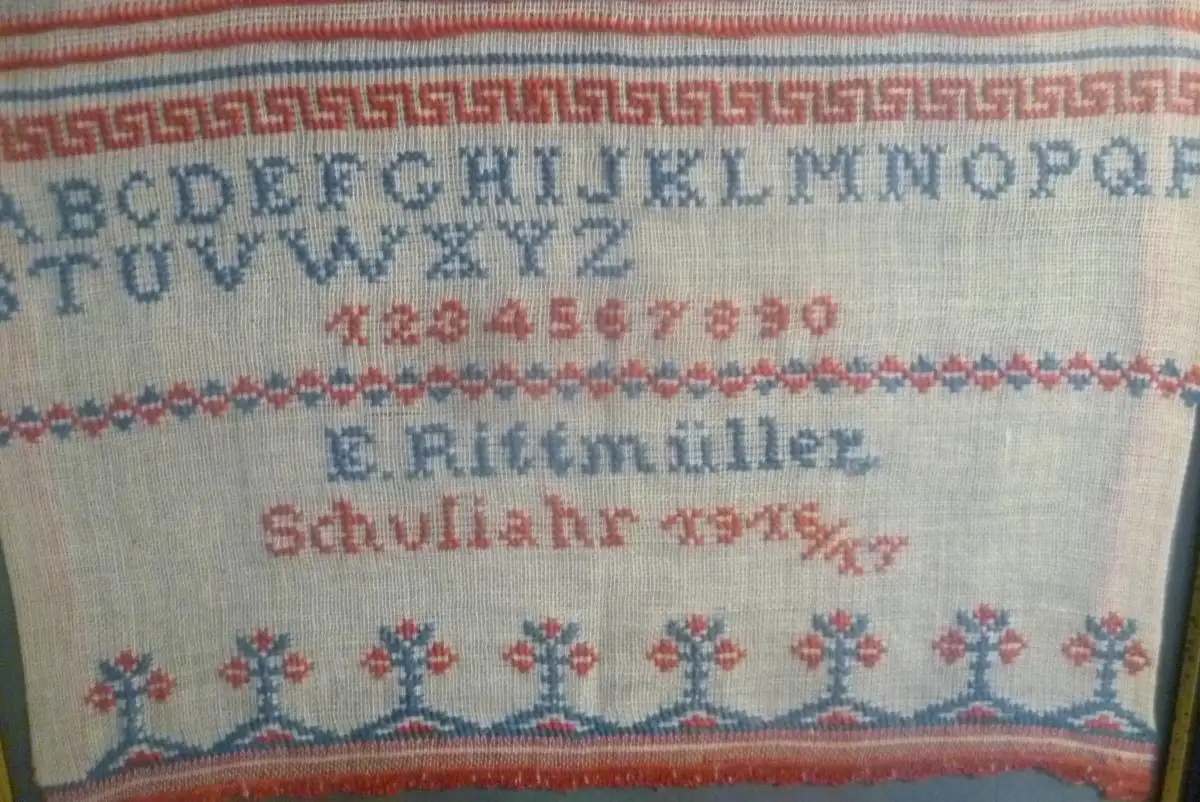 ABCDEFGHIJKLMNOPQR
STUVWXYZ
1234567890
E. Rittmüller,
Schuljahr 1916/17